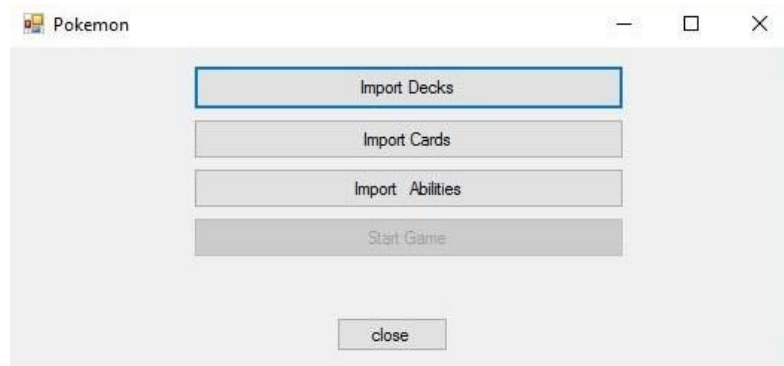 Pokemon
Import Decks
Import Cards
Import Abilities
Start Game
close